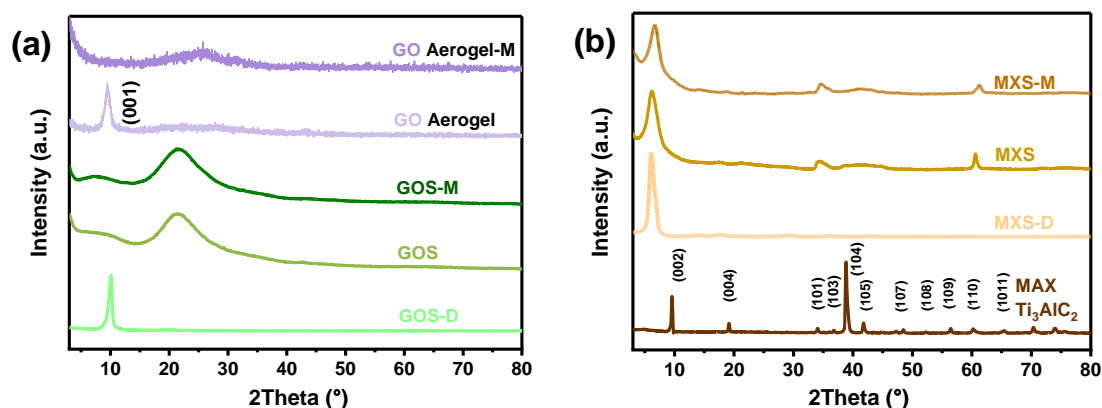 (a)
GO Aerogel-M
(001)
GO Aerogel
GOS-M
GOS
GOS-D
Intensity (a.u.)
10 20 30 40 50 60 70 80
2Theta (°)
(b)
MXS-M
MXS
MXS-D
(002)
(004)
(101)
(103)
(104)
(105)
(107)
(108)
(109)
(110)
(1011)
MAX
Ti₃AlC₂
Intensity (a.u.)
10 20 30 40 50 60 70 80
2Theta (°)